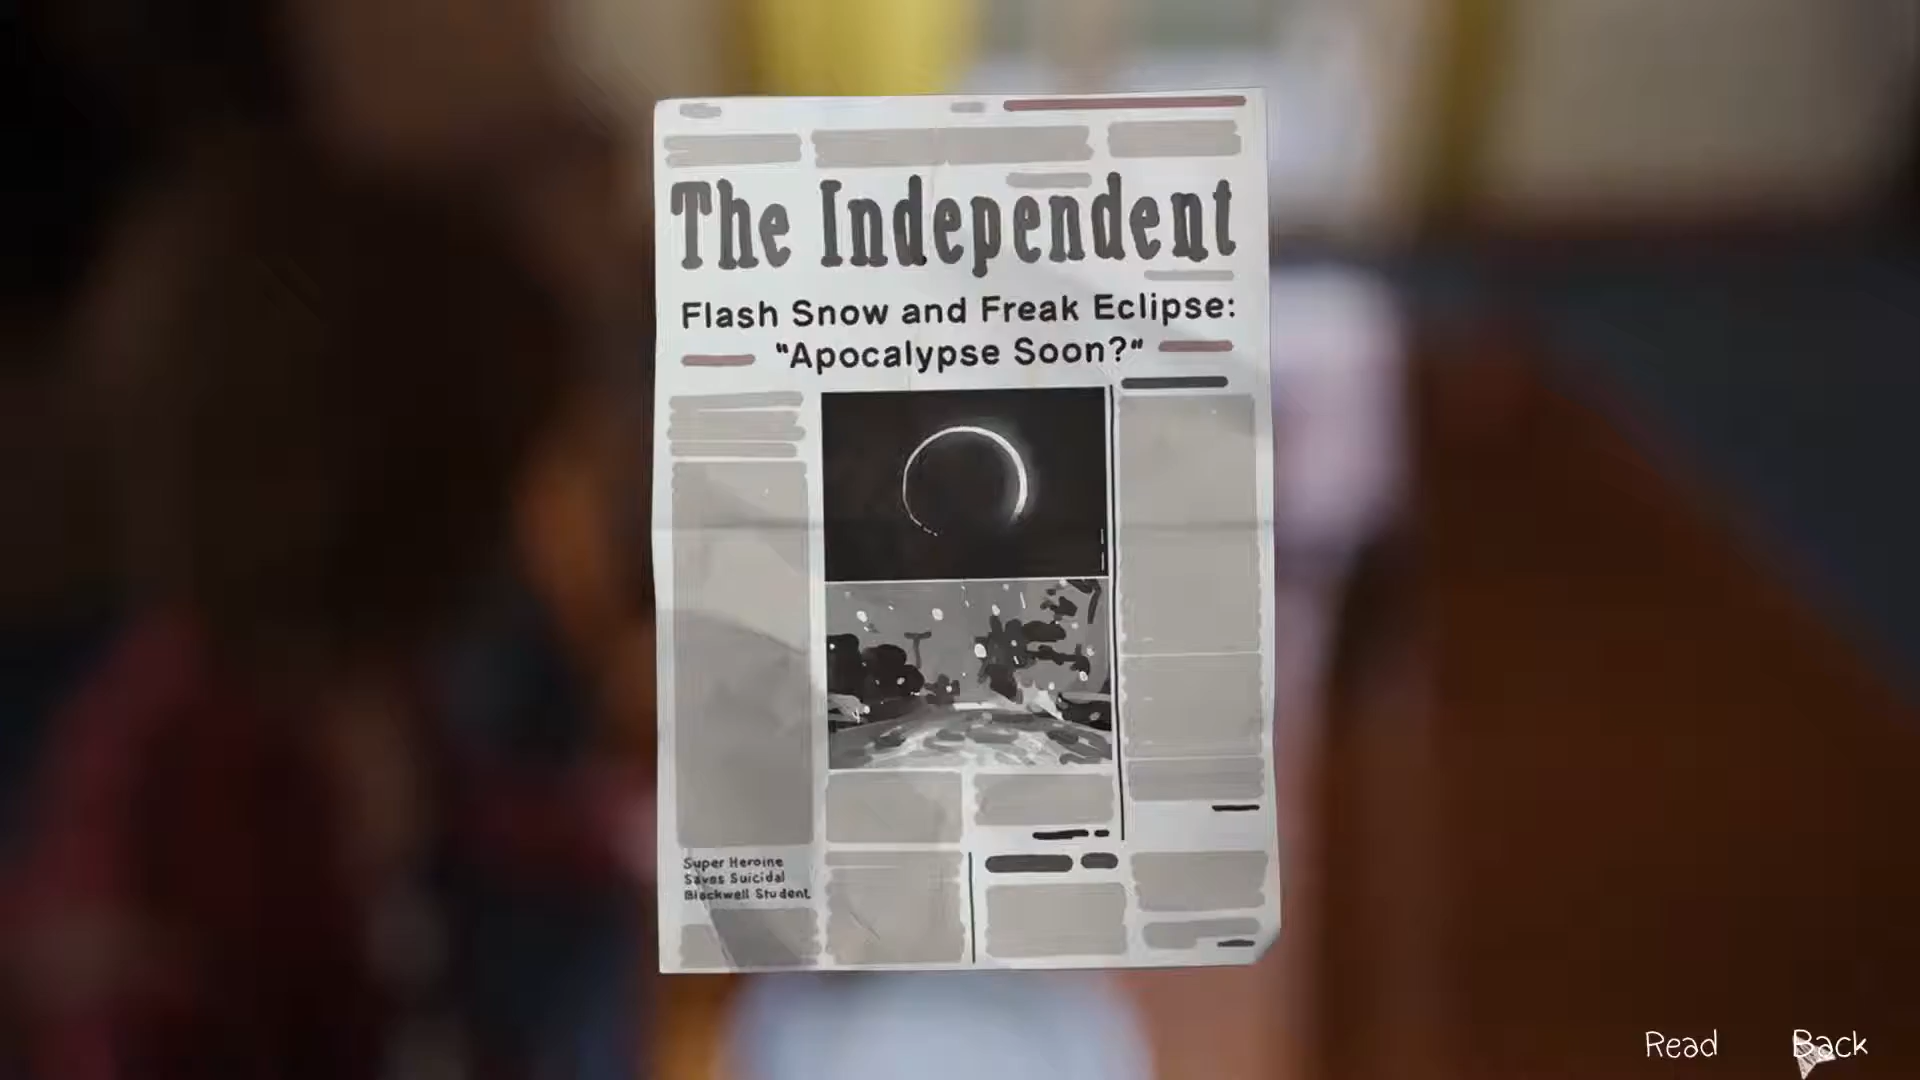 The Independent
Flash Snow and Freak Eclipse:
"Apocalypse Soon?"
Super Heroine
Saves Suicidal
Blackwell Student
Read
Back